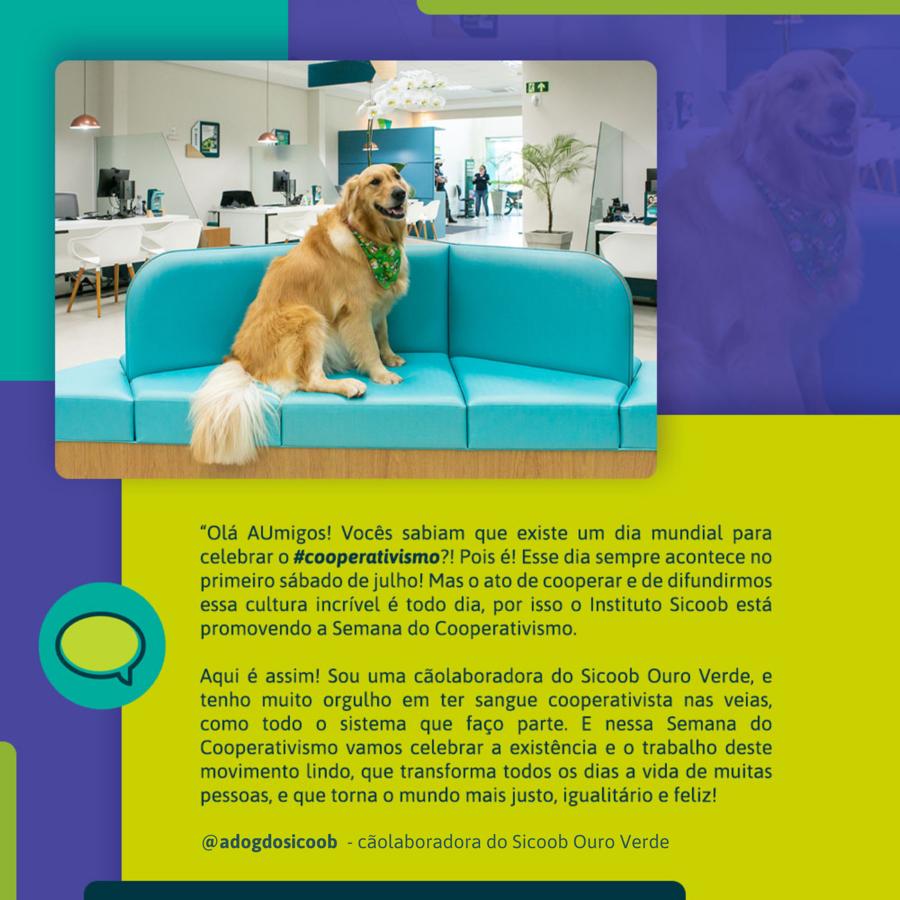 “Olá AUmigos! Vocês sabiam que existe um dia mundial para
celebrar o #cooperativismo?! Pois é! Esse dia sempre acontece no
primeiro sábado de julho! Mas o ato de cooperar e de difundirmos
essa cultura incrível é todo dia, por isso o Instituto Sicoob está
promovendo a Semana do Cooperativismo.
Aqui é assim! Sou uma cãolaboradora do Sicoob Ouro Verde, e
tenho muito orgulho em ter sangue cooperativista nas veias,
como todo o sistema que faço parte. E nessa Semana do
Cooperativismo vamos celebrar a existência e o trabalho deste
movimento lindo, que transforma todos os dias a vida de muitas
pessoas, e que torna o mundo mais justo, igualitário e feliz!
@adogdosicoob - cãolaboradora do Sicoob Ouro Verde